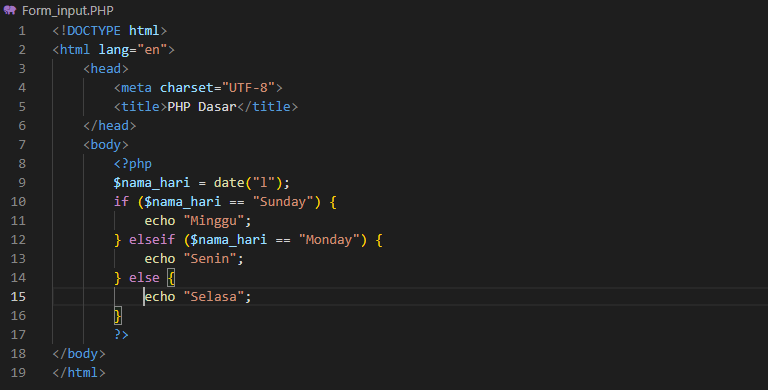 Form_input.PHP
1 <!DOCTYPE html>
2 <html lang="en">
3     <head>
4         <meta charset="UTF-8">
5         <title>PHP Dasar</title>
6     </head>
7     <body>
8         <?php
9         $nama_hari = date("l");
10         if ($nama_hari == "Sunday") {
11             echo "Minggu";
12         } elseif ($nama_hari == "Monday") {
13             echo "Senin";
14         } else {
15             echo "Selasa";
16         }
17         ?>
18 </body>
19 </html>